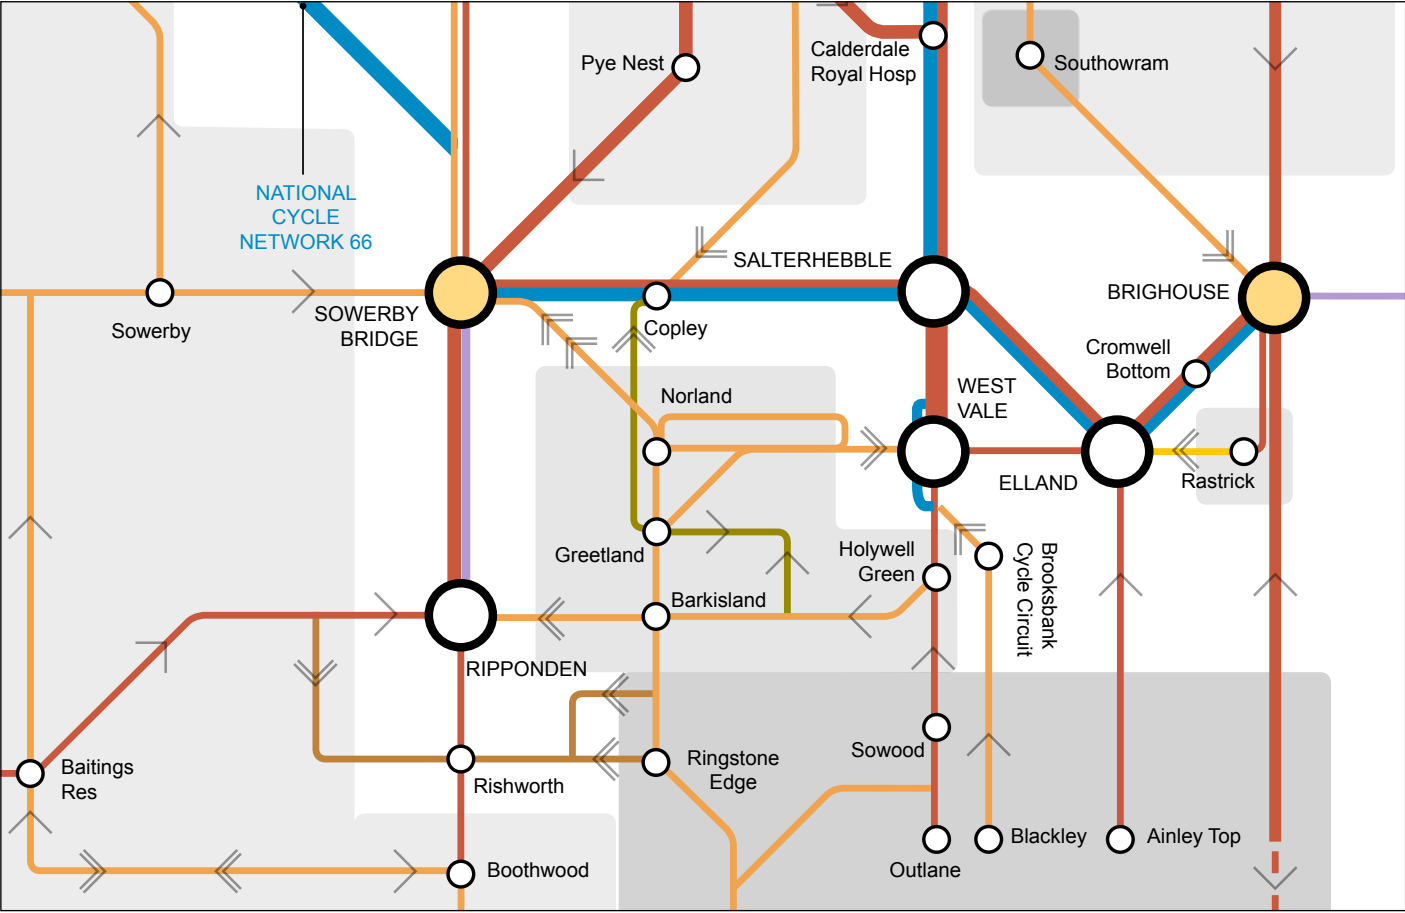 Calderdale
Royal Hosp
Pye Nest
Southowram
NATIONAL
CYCLE
NETWORK 66
SALTERHEBBLE
BRIGHOUSE
SOWERBY
BRIDGE
Sowerby
Copley
Cromwell
Bottom
Norland
WEST
VALE
ELLAND
Rastrick
Greetland
Holywell
Green
Brooksbank
Cycle Circuit
Barkisland
RIPPONDEN
Baitings
Res
Rishworth
Ringstone
Edge
Sowood
Boothwood
Outlane
Blackley
Ainley Top